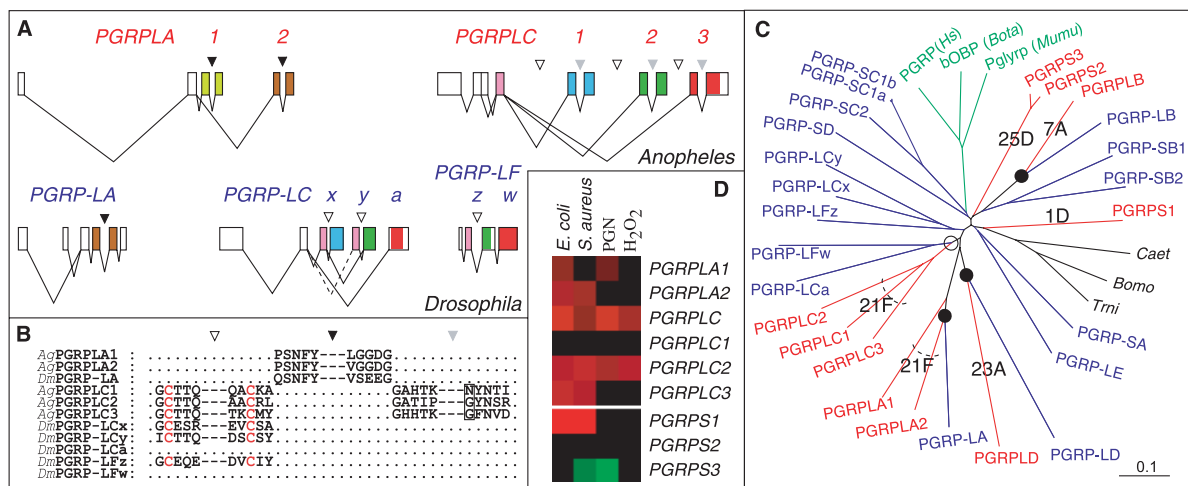 A
PGRPLA 1 2
PGRPLC 1 2 3
Anopheles
PGRP-LA
PGRP-LC x y a
PGRP-LF
z w
Drosophila
B
AgPGRPLA1 : ..............PSNFY---LGGDG..............
AgPGRPLA2 : ..............PSNFY---VGGDG..............
DmPGRP-LA : ..............QSNFY---VSEEG..............
AgPGRPLC1 : .GCTTQ---QACKA..............GAHTK---NYNTI.
AgPGRPLC2 : .GCTTQ---AACRL..............GATIP---GYNSR.
AgPGRPLC3 : .GCTTQ---TKCMY..............GHHTK---GFNVD.
DmPGRP-LCx : .GCESR---EVCSA...........................
DmPGRP-LCy : .ICTTQ---DSCSY...........................
DmPGRP-LCa : .........................................
DmPGRP-LFz : .GCEQE---DVCIY...........................
DmPGRP-LFw : .........................................
D
E. coli
S. aureus
PGN
H2O2
PGRPLA1
PGRPLA2
PGRPLC
PGRPLC1
PGRPLC2
PGRPLC3
PGRPS1
PGRPS2
PGRPS3
C
PGRP(Hs)
bOBP (Bota)
Pglyrp (Mumu)
PGRPS3
PGRPS2
PGRPLB
25D
7A
PGRP-LB
PGRP-SB1
PGRP-SB2
1D
PGRPS1
Caet
Bomo
Trni
PGRP-SA
PGRP-LE
PGRP-LD
PGRPLD
23A
PGRP-LA
PGRPLA2
PGRPLA1
21F
PGRPLC3
PGRPLC1
PGRPLC2
21F
PGRP-LCa
PGRP-LFw
PGRP-LFz
PGRP-LCx
PGRP-LCy
PGRP-SD
PGRP-SC2
PGRP-SC1a
PGRP-SC1b
0.1